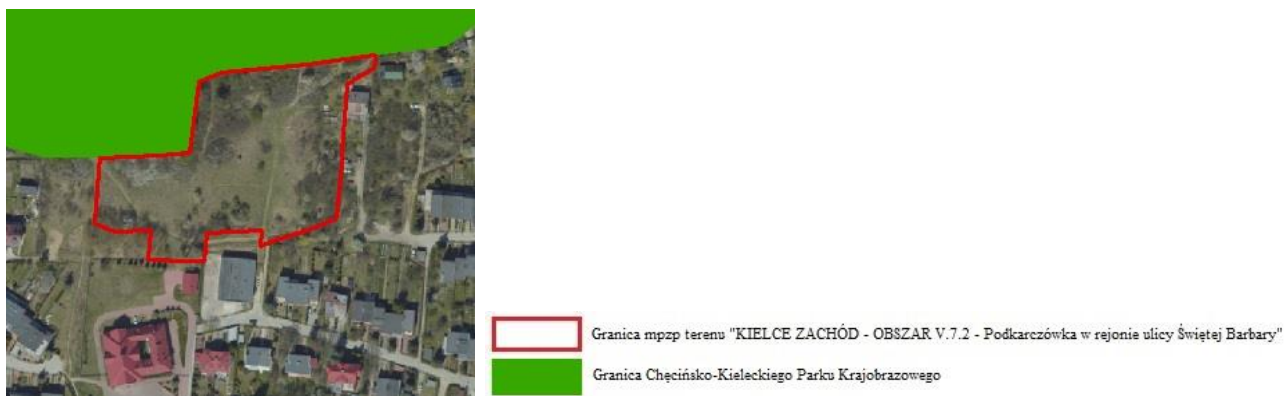 Granica mpzp terenu "KIELCE ZACHÓD - OBSZAR V.7.2 - Podkarczówka w rejonie ulicy Świętej Barbary"
Granica Chęcińsko-Kieleckiego Parku Krajobrazowego